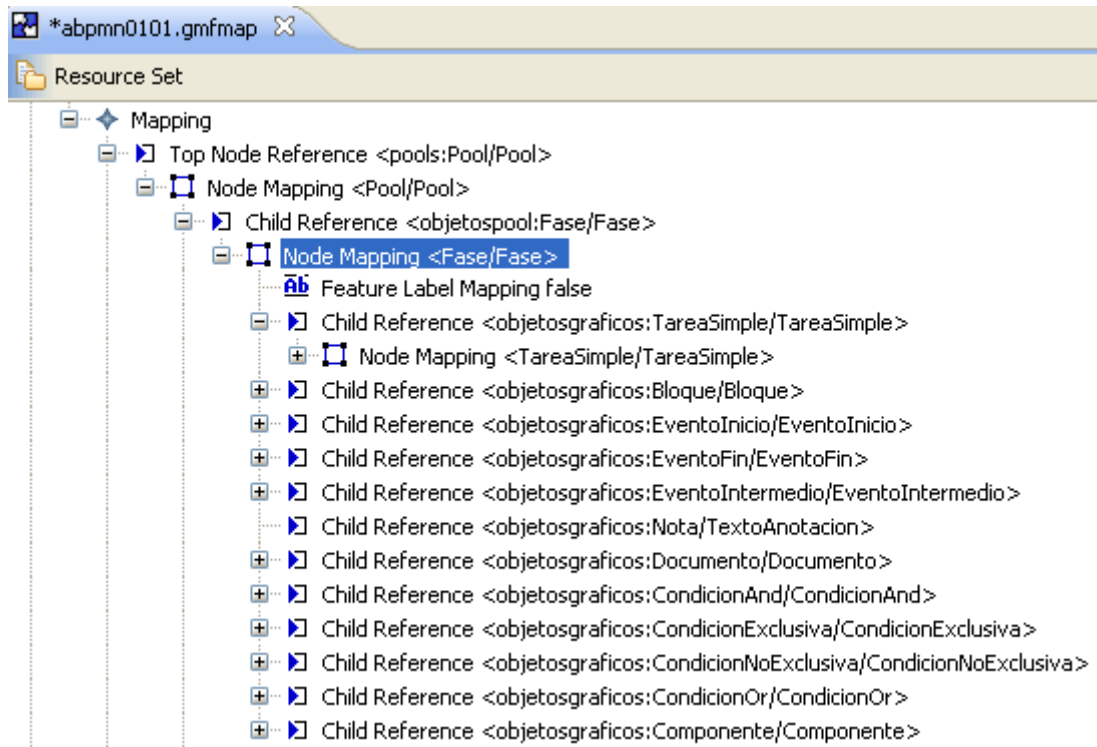 *abpmn0101.gmfmap
Resource Set
Mapping
Top Node Reference <pools:Pool/Pool>
Node Mapping <Pool/Pool>
Child Reference <objetospool:Fase/Fase>
Node Mapping <Fase/Fase>
Ab Feature Label Mapping false
Child Reference <objetosgraficos:TareaSimple/TareaSimple>
Node Mapping <TareaSimple/TareaSimple>
Child Reference <objetosgraficos:Bloque/Bloque>
Child Reference <objetosgraficos:EventoInicio/EventoInicio>
Child Reference <objetosgraficos:EventoFin/EventoFin>
Child Reference <objetosgraficos:EventoIntermedio/EventoIntermedio>
Child Reference <objetosgraficos:Nota/TextoAnotacion>
Child Reference <objetosgraficos:Documento/Documento>
Child Reference <objetosgraficos:CondicionAnd/CondicionAnd>
Child Reference <objetosgraficos:CondicionExclusiva/CondicionExclusiva>
Child Reference <objetosgraficos:CondicionNoExclusiva/CondicionNoExclusiva>
Child Reference <objetosgraficos:CondicionOr/CondicionOr>
Child Reference <objetosgraficos:Componente/Componente>